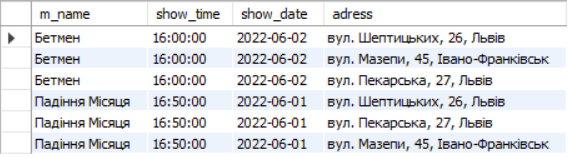 m_name show_time show_date adress
Бетмен 16:00:00 2022-06-02 вул. Шептицьких, 26, Львів
Бетмен 16:00:00 2022-06-02 вул. Мазепи, 45, Івано-Франківськ
Бетмен 16:00:00 2022-06-02 вул. Пекарська, 27, Львів
Падіння Місяця 16:50:00 2022-06-01 вул. Шептицьких, 26, Львів
Падіння Місяця 16:50:00 2022-06-01 вул. Пекарська, 27, Львів
Падіння Місяця 16:50:00 2022-06-01 вул. Мазепи, 45, Івано-Франківськ